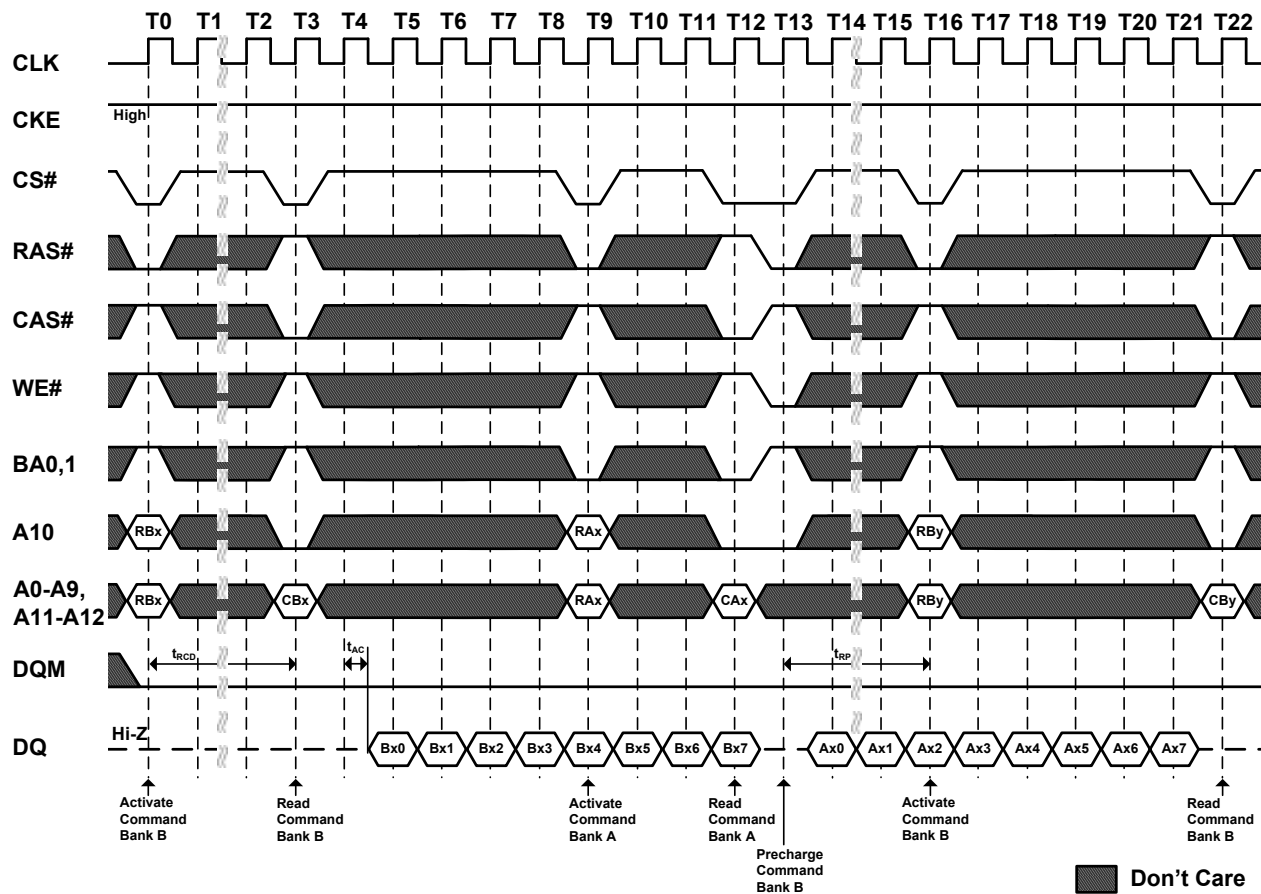 T0 T1 T2 T3 T4 T5 T6 T7 T8 T9 T10 T11 T12 T13 T14 T15 T16 T17 T18 T19 T20 T21 T22
CLK
CKE
High
CS#
RAS#
CAS#
WE#
BA0,1
A10
RBx RAx RBy
A0-A9,
A11-A12
RBx CBx RAx CAx RBy CBy
tRCD tAC tRP
DQM
DQ
Hi-Z
Bx0 Bx1 Bx2 Bx3 Bx4 Bx5 Bx6 Bx7 Ax0 Ax1 Ax2 Ax3 Ax4 Ax5 Ax6 Ax7
Activate
Command
Bank B
Read
Command
Bank B
Activate
Command
Bank A
Read
Command
Bank A
Precharge
Command
Bank B
Activate
Command
Bank B
Read
Command
Bank B
Don't Care